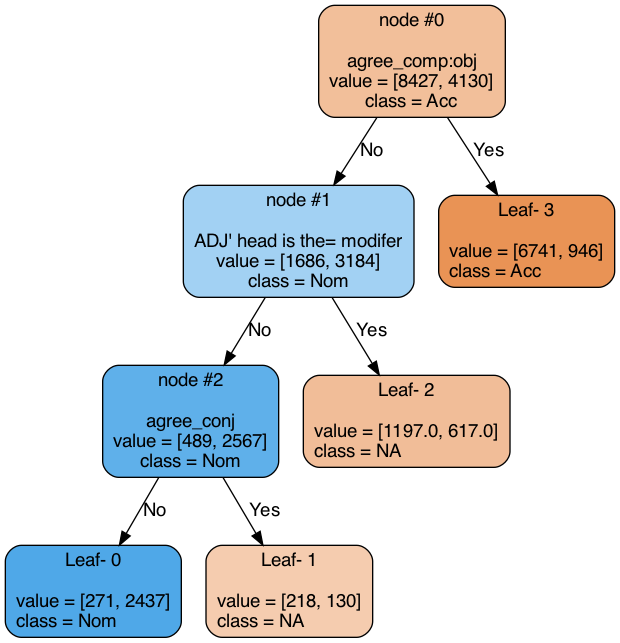 node #0
agree_comp:obj
value = [8427, 4130]
class = Acc
No
Yes
node #1
ADJ' head is the= modifer
value = [1686, 3184]
class = Nom
Leaf- 3
value = [6741, 946]
class = Acc
No
Yes
node #2
agree_conj
value = [489, 2567]
class = Nom
Leaf- 2
value = [1197.0, 617.0]
class = NA
No
Yes
Leaf- 0
value = [271, 2437]
class = Nom
Leaf- 1
value = [218, 130]
class = NA